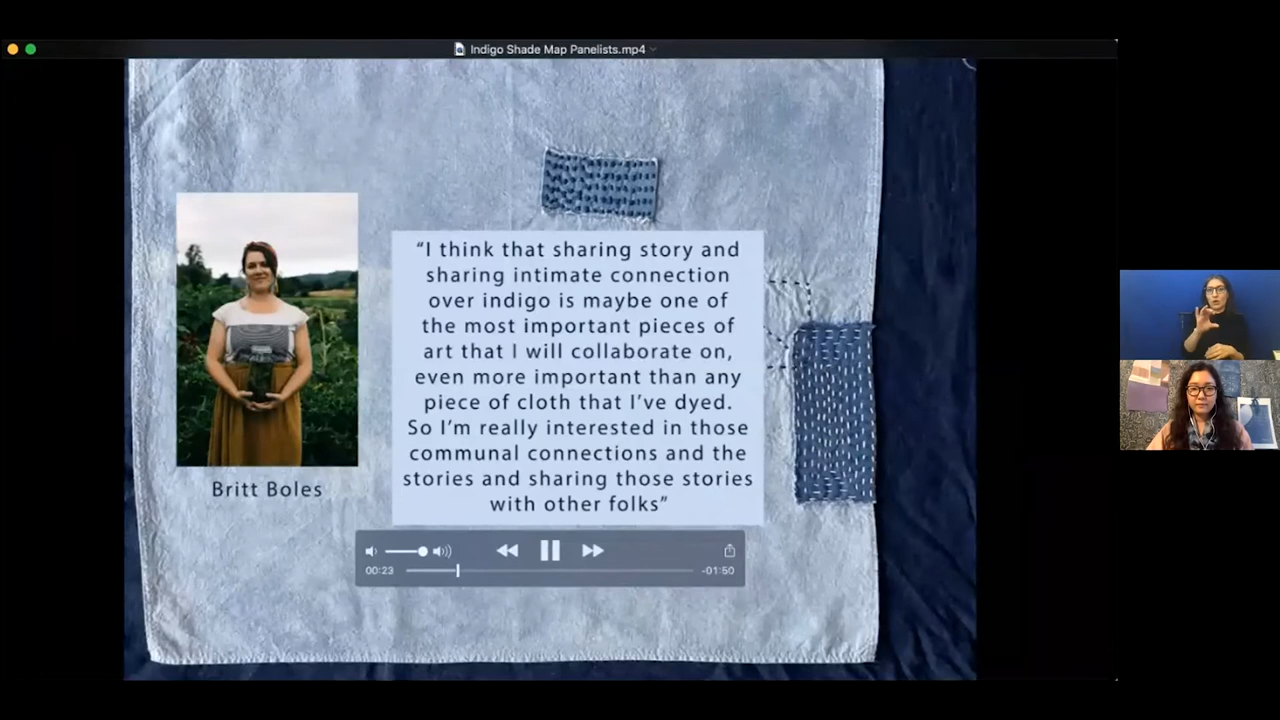 Indigo Shade Map Panelists.mp4
“I think that sharing story and
sharing intimate connection
over indigo is maybe one of
the most important pieces of
art that I will collaborate on,
even more important than any
piece of cloth that I’ve dyed.
So I’m really interested in those
communal connections and the
stories and sharing those stories
with other folks”
Britt Boles
00:23
-01:50